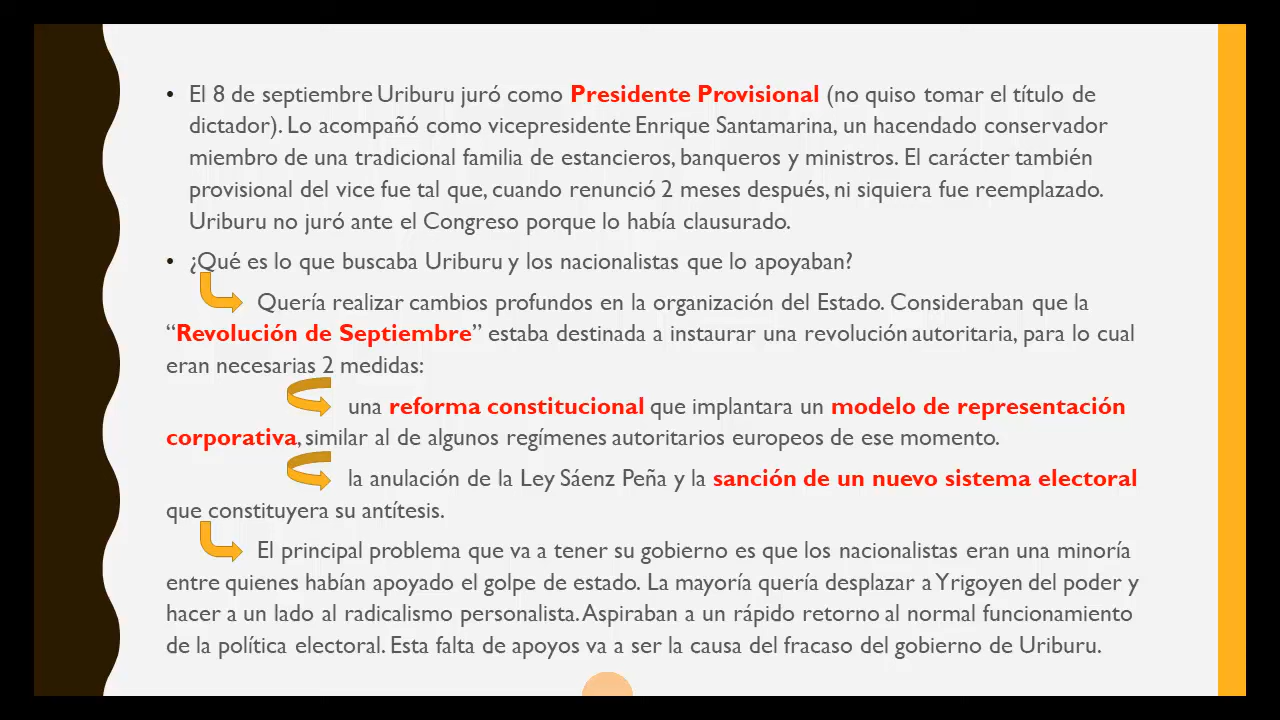 • El 8 de septiembre Uriburu juró como Presidente Provisional (no quiso tomar el título de
dictador). Lo acompañó como vicepresidente Enrique Santamarina, un hacendado conservador
miembro de una tradicional familia de estancieros, banqueros y ministros. El carácter también
provisional del vice fue tal que, cuando renunció 2 meses después, ni siquiera fue reemplazado.
Uriburu no juró ante el Congreso porque lo había clausurado.
• ¿Qué es lo que buscaba Uriburu y los nacionalistas que lo apoyaban?
Quería realizar cambios profundos en la organización del Estado. Consideraban que la
“Revolución de Septiembre” estaba destinada a instaurar una revolución autoritaria, para lo cual
eran necesarias 2 medidas:
una reforma constitucional que implantara un modelo de representación
corporativa, similar al de algunos regímenes autoritarios europeos de ese momento.
la anulación de la Ley Sáenz Peña y la sanción de un nuevo sistema electoral
que constituyera su antítesis.
El principal problema que va a tener su gobierno es que los nacionalistas eran una minoría
entre quienes habían apoyado el golpe de estado. La mayoría quería desplazar a Yrigoyen del poder y
hacer a un lado al radicalismo personalista. Aspiraban a un rápido retorno al normal funcionamiento
de la política electoral. Esta falta de apoyos va a ser la causa del fracaso del gobierno de Uriburu.